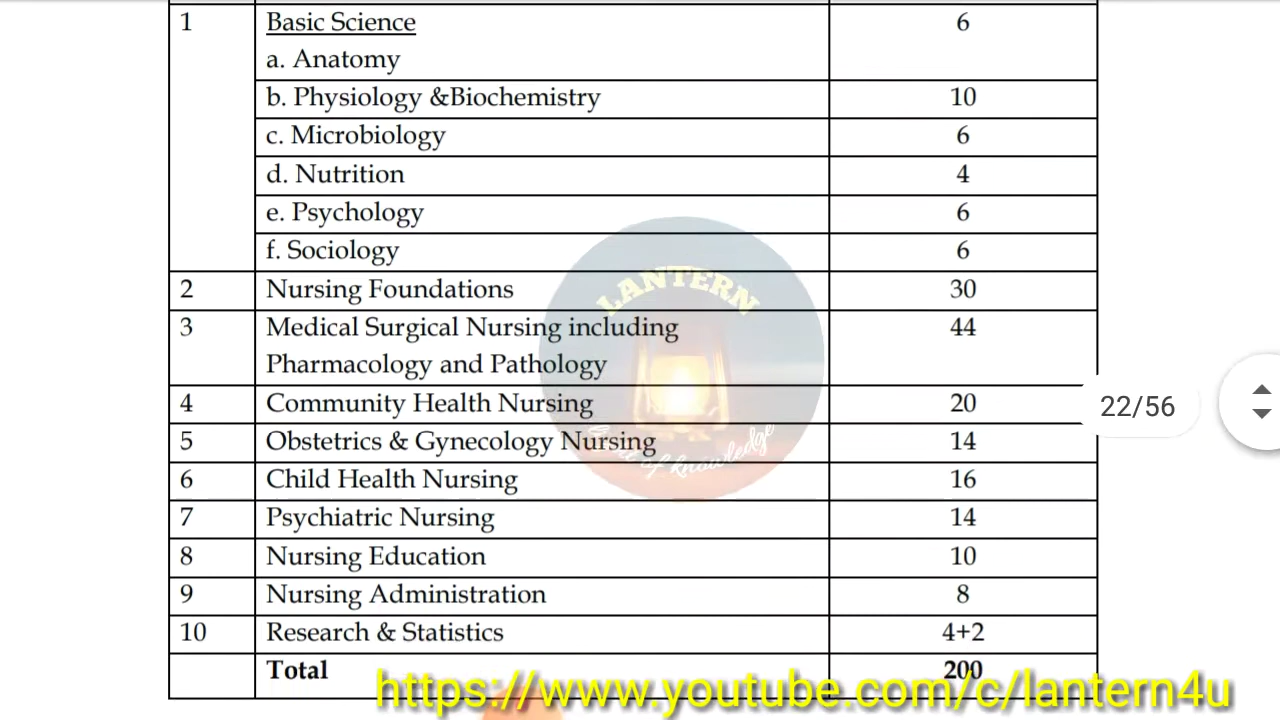 1 Basic Science 6
a. Anatomy
b. Physiology &Biochemistry 10
c. Microbiology 6
d. Nutrition 4
e. Psychology 6
f. Sociology 6
LANTERN
2 Nursing Foundations 30
3 Medical Surgical Nursing including 44
Pharmacology and Pathology
4 Community Health Nursing 20
22/56
5 Obstetrics & Gynecology Nursing 14
of knowledge
6 Child Health Nursing 16
7 Psychiatric Nursing 14
8 Nursing Education 10
9 Nursing Administration 8
10 Research & Statistics 4+2
Total 200
https://www.youtube.com/c/lantern4u